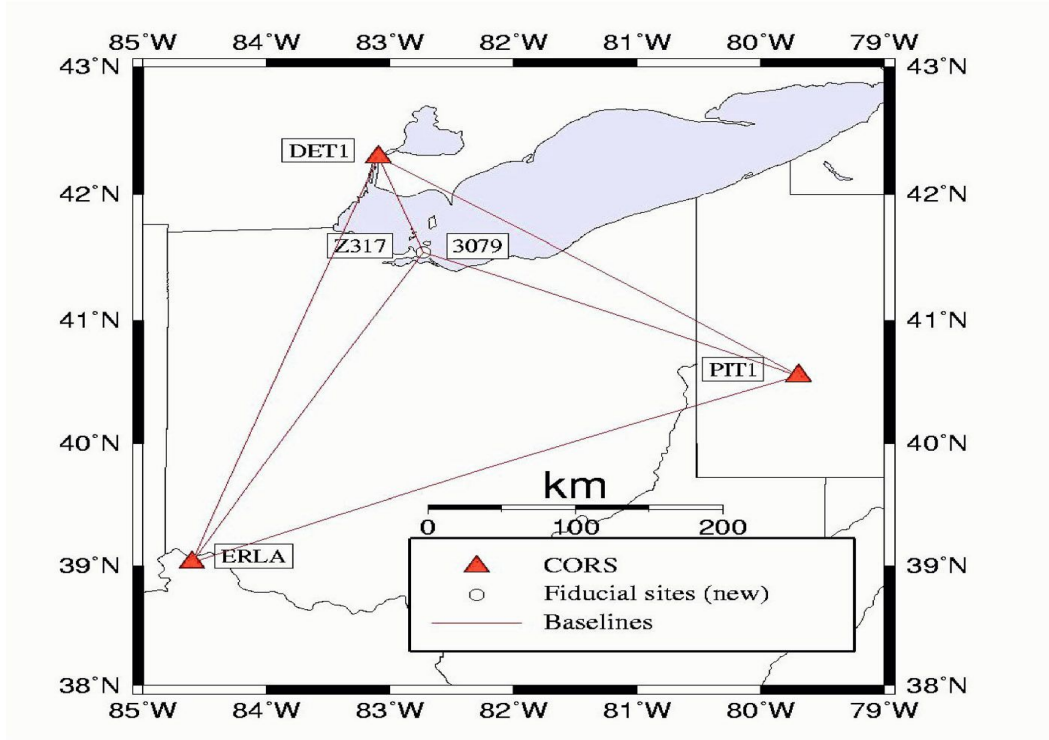 85˚W 84˚W 83˚W 82˚W 81˚W 80˚W 79˚W
43˚N 43˚N
DET1
42˚N 42˚N
Z317 3079
41˚N 41˚N
PIT1
40˚N 40˚N
km
0 100 200
39˚N 39˚N
ERLA
CORS
Fiducial sites (new)
Baselines
38˚N 38˚N
85˚W 84˚W 83˚W 82˚W 81˚W 80˚W 79˚W